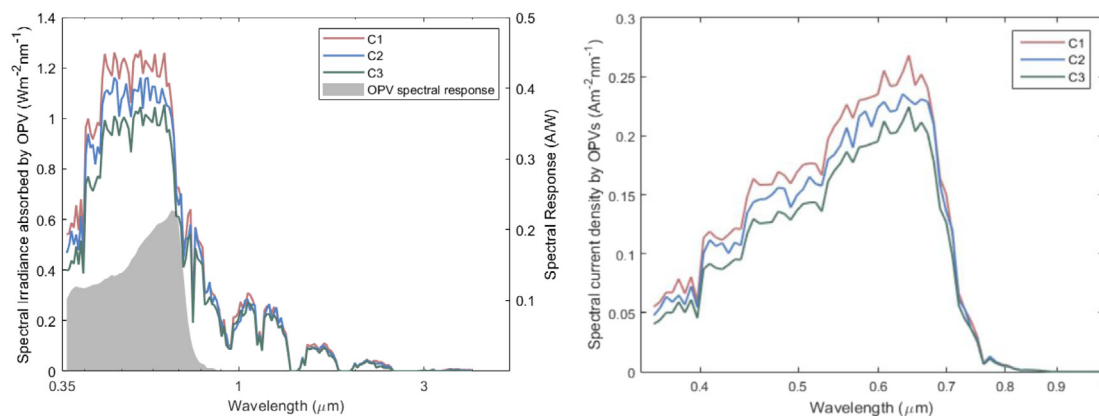 1.4
1.2
1
0.8
0.6
0.4
0.2
0
0.5
0.4
0.3
0.2
0.1
0.35
1
3
Wavelength (μm)
Spectral Irradiance absorbed by OPV (Wm⁻²nm⁻¹)
Spectral Response (A/W)
C1
C2
C3
OPV spectral response
0.3
0.25
0.2
0.15
0.1
0.05
0
0.4
0.5
0.6
0.7
0.8
0.9
Wavelength (μm)
Spectral current density by OPVs (Am⁻²nm⁻¹)
C1
C2
C3